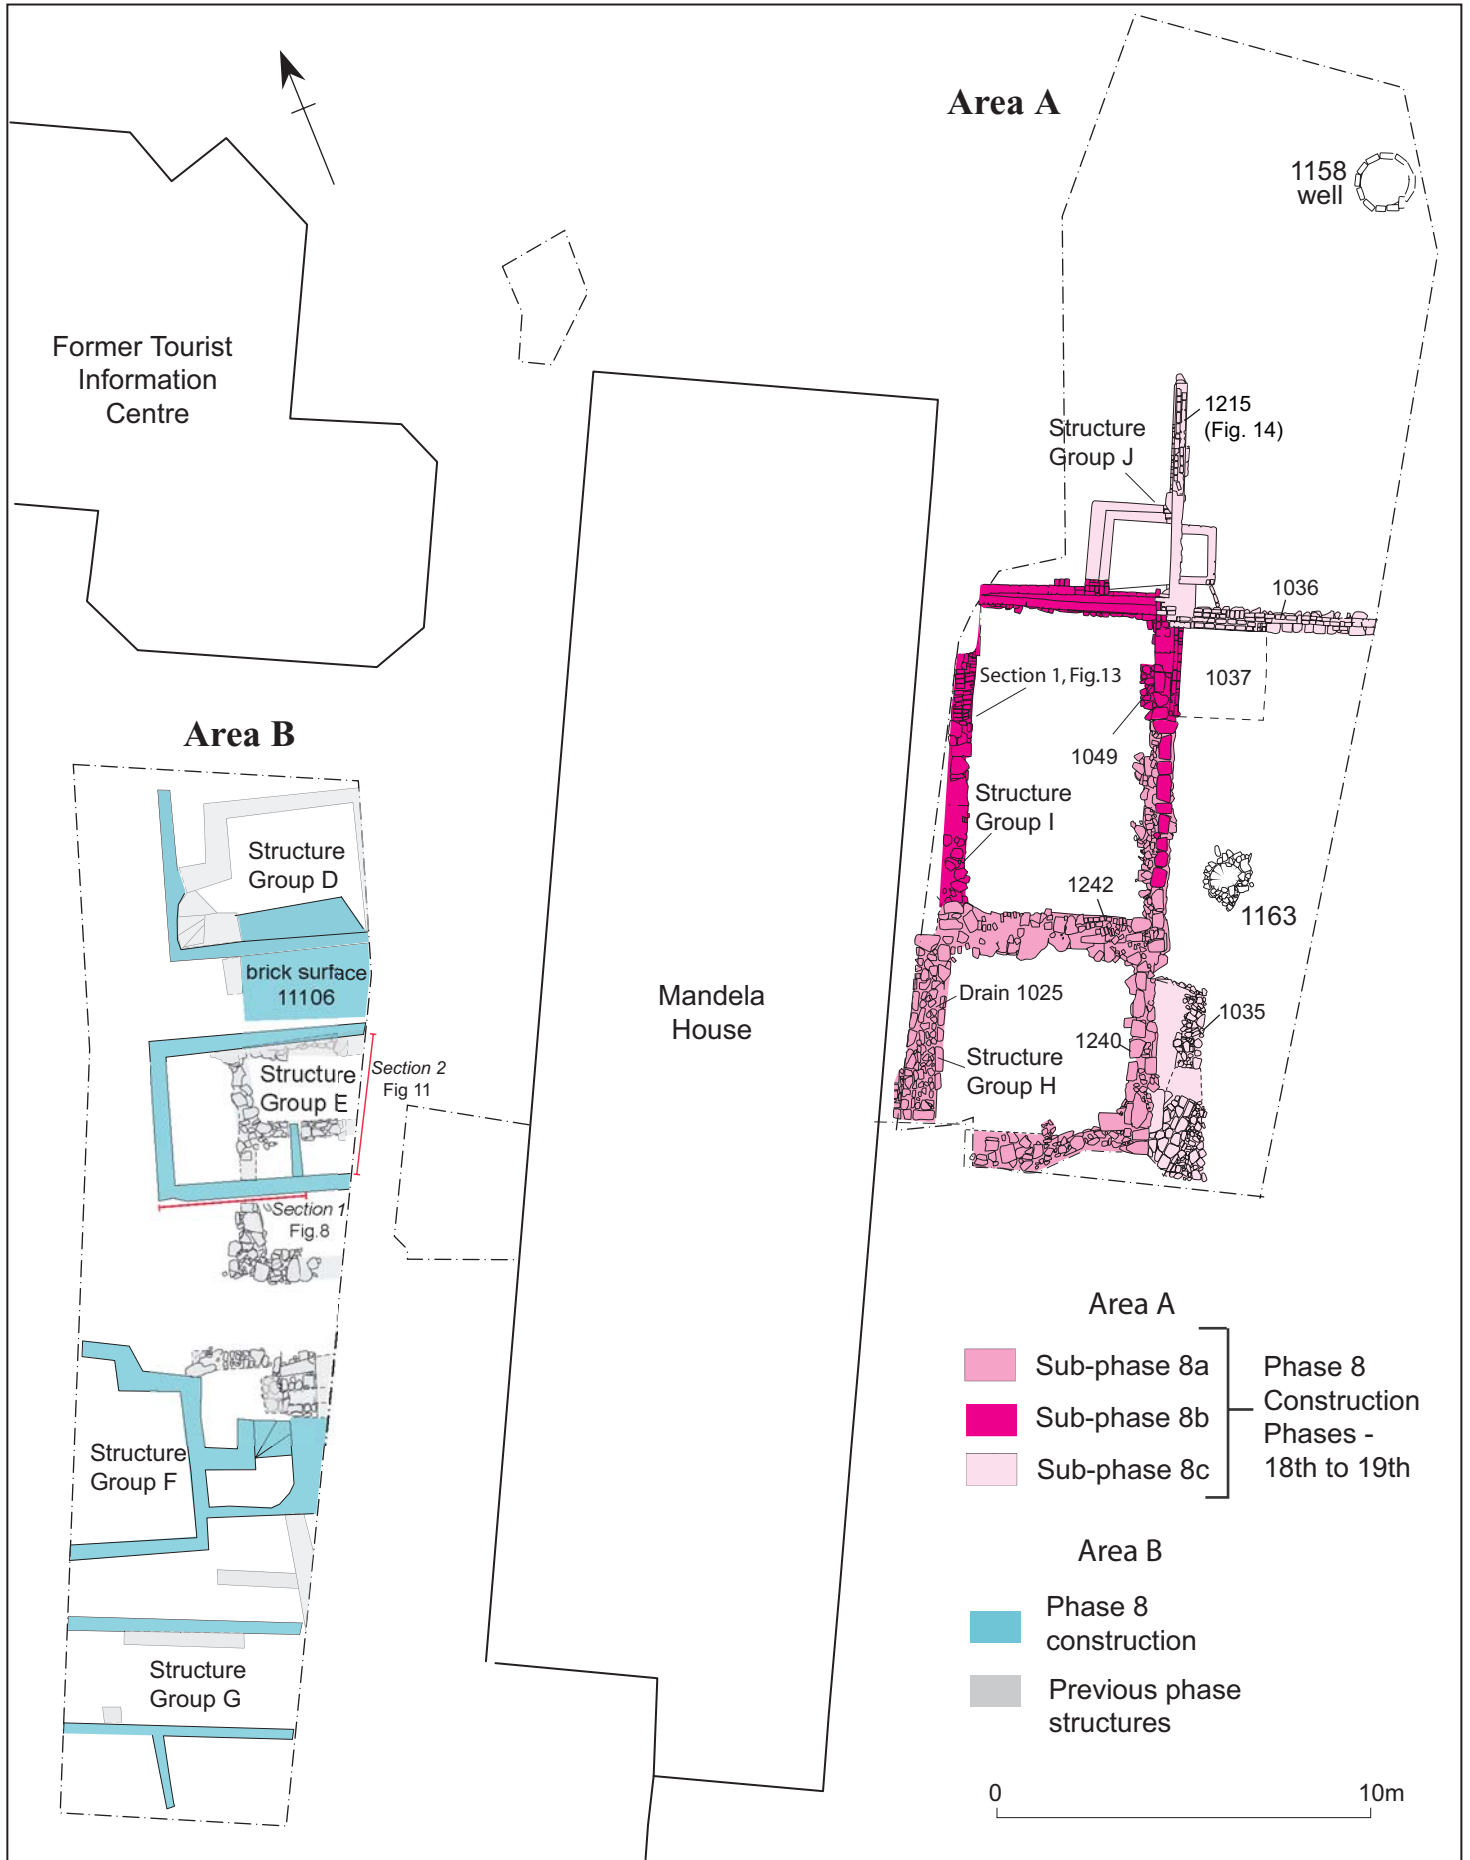 Area A
1158
well
Former Tourist
Information
Centre
1215
(Fig. 14)
Structure
Group J
1036
Section 1, Fig.13
1037
1049
Area B
Structure
Group I
Structure
Group D
1242
1163
brick surface
11106
Drain 1025
Mandela
House
1035
1240
Structure
Group H
Structure
Group E
Section 2
Fig 11
Section 1
Fig.8
Area A
Sub-phase 8a
Sub-phase 8b
Sub-phase 8c
Phase 8
Construction
Phases -
18th to 19th
Structure
Group F
Area B
Phase 8
construction
Previous phase
structures
Structure
Group G
0 10m